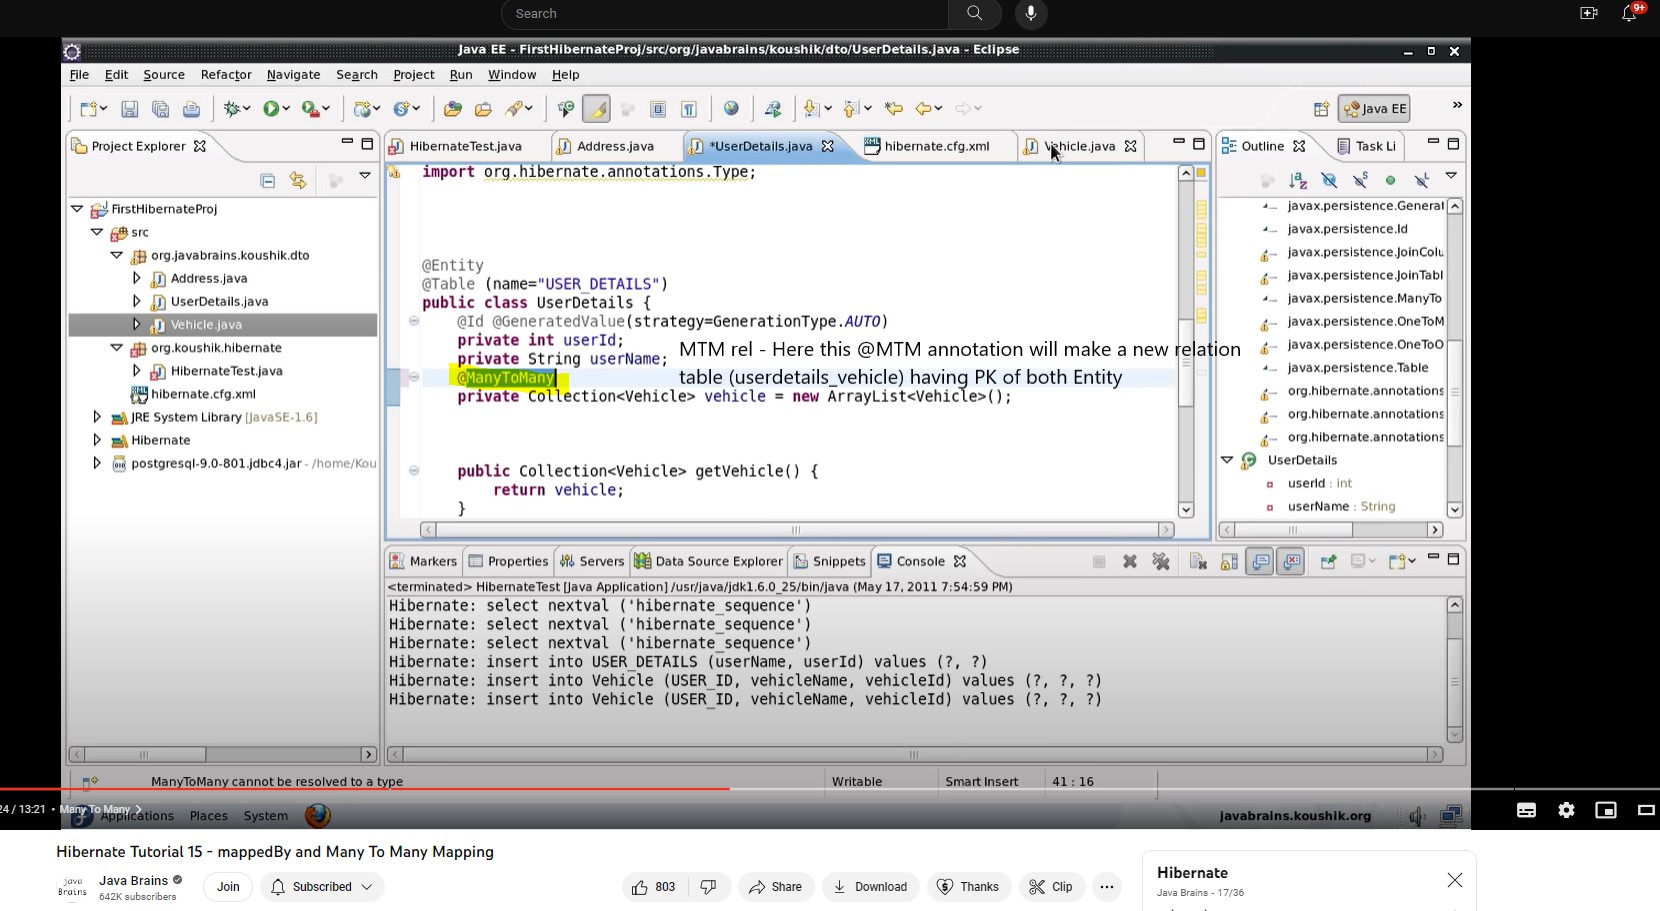 Search
9+
Java EE - FirstHibernateProj/src/org/javabrains/koushik/dto/UserDetails.java - Eclipse
File Edit Source Refactor Navigate Search Project Run Window Help
Java EE
Project Explorer
HibernateTest.java Address.java *UserDetails.java hibernate.cfg.xml Vehicle.java
Outline Task Li
FirstHibernateProj
src
org.javabrains.koushik.dto
Address.java
UserDetails.java
Vehicle.java
org.koushik.hibernate
HibernateTest.java
hibernate.cfg.xml
JRE System Library [JavaSE-1.6]
Hibernate
postgresql-9.0-801.jdbc4.jar - /home/Kou
import org.hibernate.annotations.Type;
@Entity
@Table (name="USER_DETAILS")
public class UserDetails {
@Id @GeneratedValue(strategy=GenerationType.AUTO)
private int userId;
private String userName;
@ManyToMany
private Collection<Vehicle> vehicle = new ArrayList<Vehicle>();
MTM rel - Here this @MTM annotation will make a new relation
table (userdetails_vehicle) having PK of both Entity
public Collection<Vehicle> getVehicle() {
return vehicle;
}
javax.persistence.General
javax.persistence.Id
javax.persistence.JoinColu
javax.persistence.JoinTabl
javax.persistence.ManyTo
javax.persistence.OneToM
javax.persistence.OneToO
javax.persistence.Table
org.hibernate.annotations
org.hibernate.annotations
org.hibernate.annotations
UserDetails
userId : int
userName : String
Markers Properties Servers Data Source Explorer Snippets Console
<terminated> HibernateTest [Java Application] /usr/java/jdk1.6.0_25/bin/java (May 17, 2011 7:54:59 PM)
Hibernate: select nextval ('hibernate_sequence')
Hibernate: select nextval ('hibernate_sequence')
Hibernate: select nextval ('hibernate_sequence')
Hibernate: insert into USER_DETAILS (userName, userId) values (?, ?)
Hibernate: insert into Vehicle (USER_ID, vehicleName, vehicleId) values (?, ?, ?)
Hibernate: insert into Vehicle (USER_ID, vehicleName, vehicleId) values (?, ?, ?)
ManyToMany cannot be resolved to a type Writable Smart Insert 41 : 16
24 / 13:21 • Many To Many
Applications Places System
javabrains.koushik.org
Hibernate Tutorial 15 - mappedBy and Many To Many Mapping
java
Brains
Java Brains
642K subscribers
Join
Subscribed
803
Share
Download
Thanks
Clip
Hibernate
Java Brains - 17/36